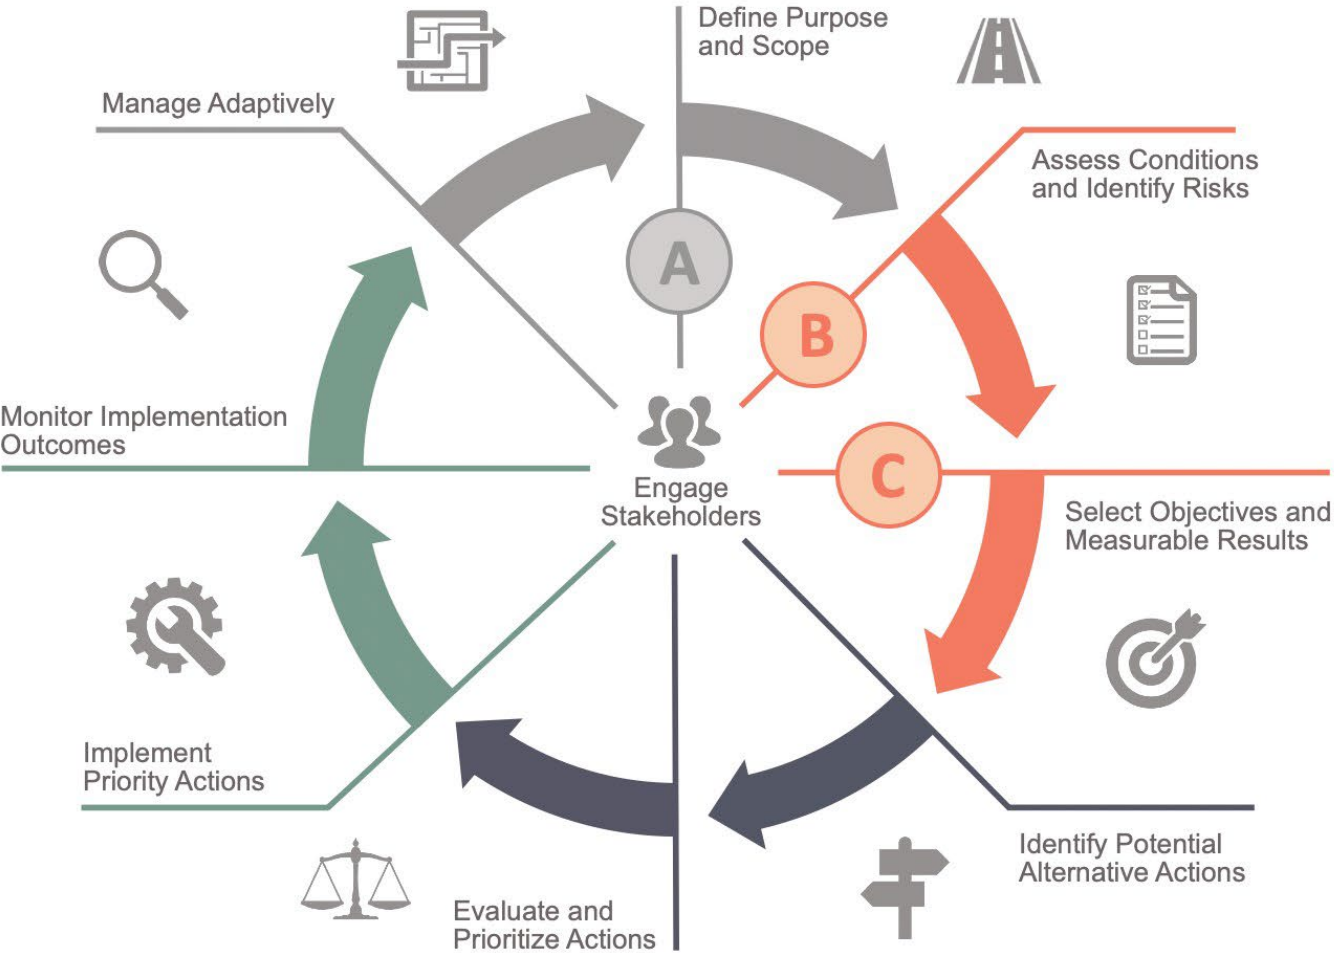 Define Purpose
and Scope
Manage Adaptively
Assess Conditions
and Identify Risks
A
B
Monitor Implementation
Outcomes
C
Engage
Stakeholders
Select Objectives and
Measurable Results
Implement
Priority Actions
Identify Potential
Alternative Actions
Evaluate and
Prioritize Actions